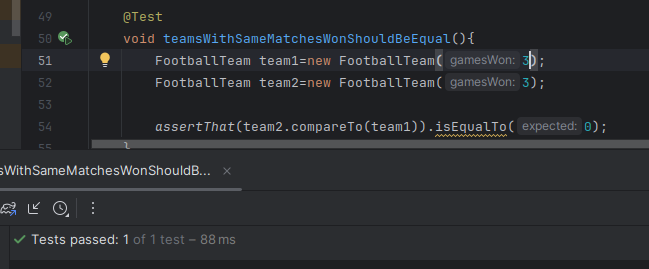 49
@Test
50
void teamsWithSameMatchesWonShouldBeEqual(){
51
FootballTeam team1=new FootballTeam( gamesWon: 3);
52
FootballTeam team2=new FootballTeam( gamesWon: 3);
53
54
assertThat(team2.compareTo(team1)).isEqualTo( expected: 0);
55
}
sWithSameMatchesWonShouldB... ×
Tests passed: 1 of 1 test – 88 ms